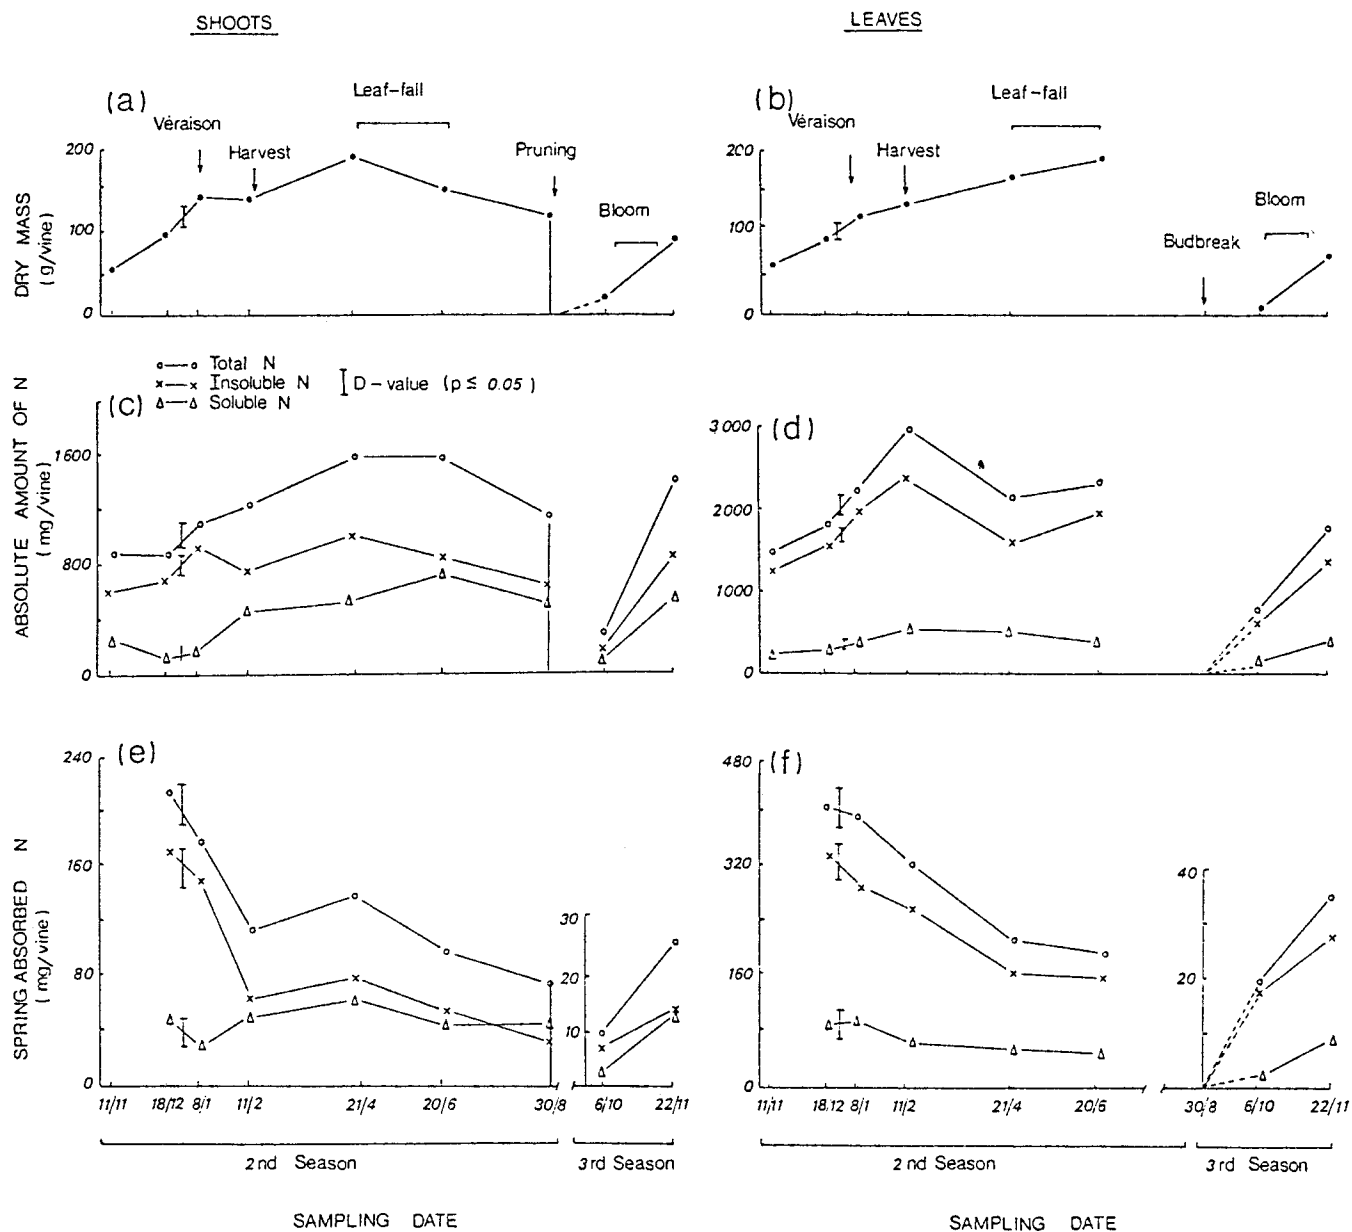 SHOOTS
LEAVES
(a)
Leaf-fall
Véraison
Harvest
Pruning
Bloom
200
100
0
DRY MASS
(g/vine)
(b)
Leaf-fall
Véraison
Harvest
Budbreak
Bloom
200
100
0
Total N
Insoluble N
Soluble N
D-value (p ≤ 0.05)
(c)
1600
800
0
ABSOLUTE AMOUNT OF N
(mg/vine)
(d)
3000
2000
1000
0
(e)
240
160
80
0
30
20
10
0
SPRING ABSORBED N
(mg/vine)
11/11 18/12 8/1 11/2 21/4 20/6 30/8 6/10 22/11
2nd Season
3rd Season
SAMPLING DATE
(f)
480
320
160
0
40
20
11/11 18/12 8/1 11/2 21/4 20/6 30/8 6/10 22/11
2nd Season
3rd Season
SAMPLING DATE